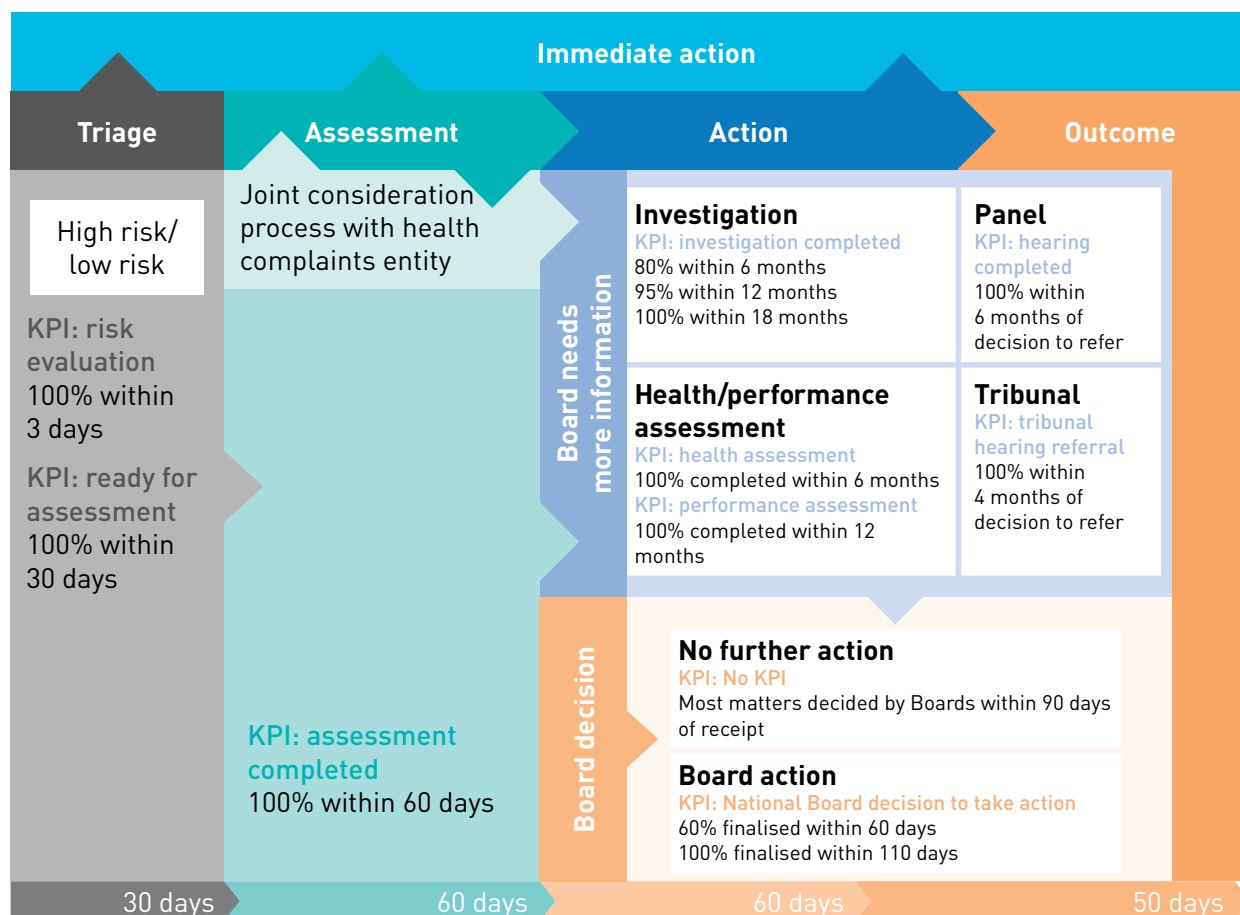 Immediate action
Triage
Assessment
Action
Outcome
High risk/
low risk
KPI: risk
evaluation
100% within
3 days
KPI: ready for
assessment
100% within
30 days
Joint consideration
process with health
complaints entity
KPI: assessment
completed
100% within 60 days
Board needs
more information
Investigation
KPI: investigation completed
80% within 6 months
95% within 12 months
100% within 18 months
Panel
KPI: hearing
completed
100% within
6 months of
decision to refer
Health/performance
assessment
KPI: health assessment
100% completed within 6 months
KPI: performance assessment
100% completed within 12
months
Tribunal
KPI: tribunal
hearing referral
100% within
4 months of
decision to refer
Board decision
No further action
KPI: No KPI
Most matters decided by Boards within 90 days
of receipt
Board action
KPI: National Board decision to take action
60% finalised within 60 days
100% finalised within 110 days
30 days
60 days
60 days
50 days